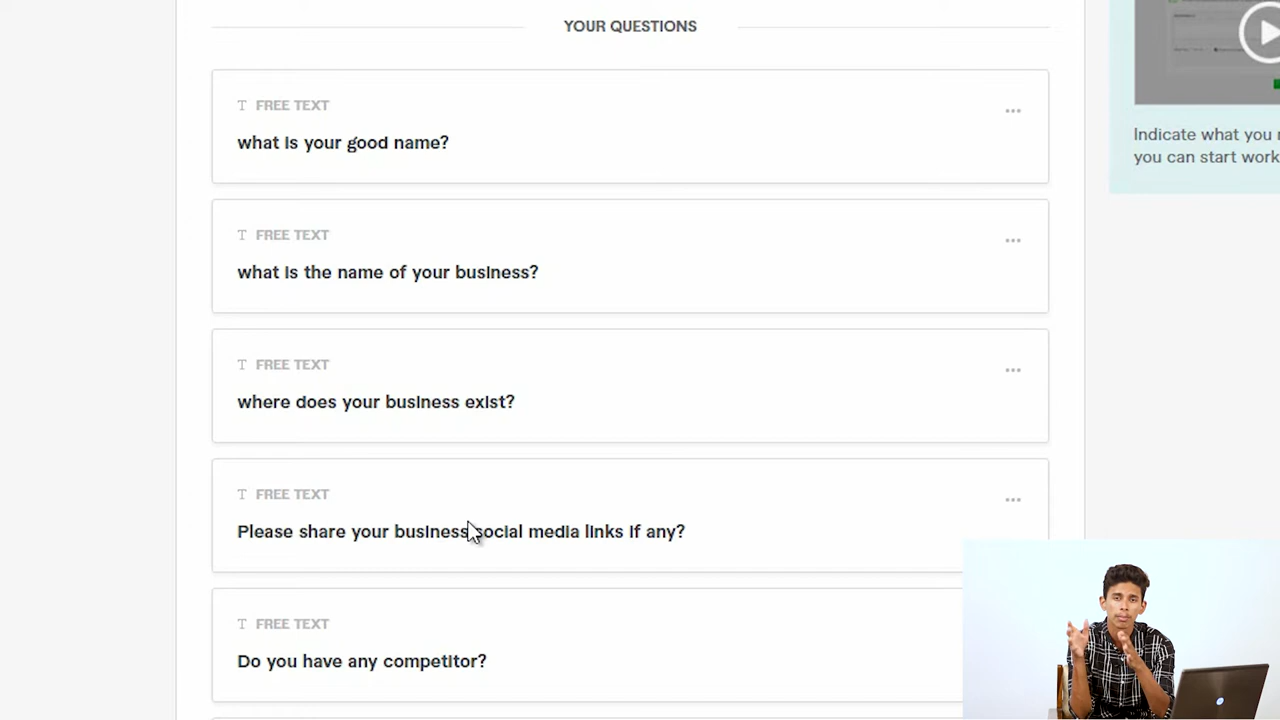 YOUR QUESTIONS
T FREE TEXT
what is your good name?
T FREE TEXT
what is the name of your business?
T FREE TEXT
where does your business exist?
T FREE TEXT
Please share your business social media links if any?
T FREE TEXT
Do you have any competitor?
Indicate what you
you can start work